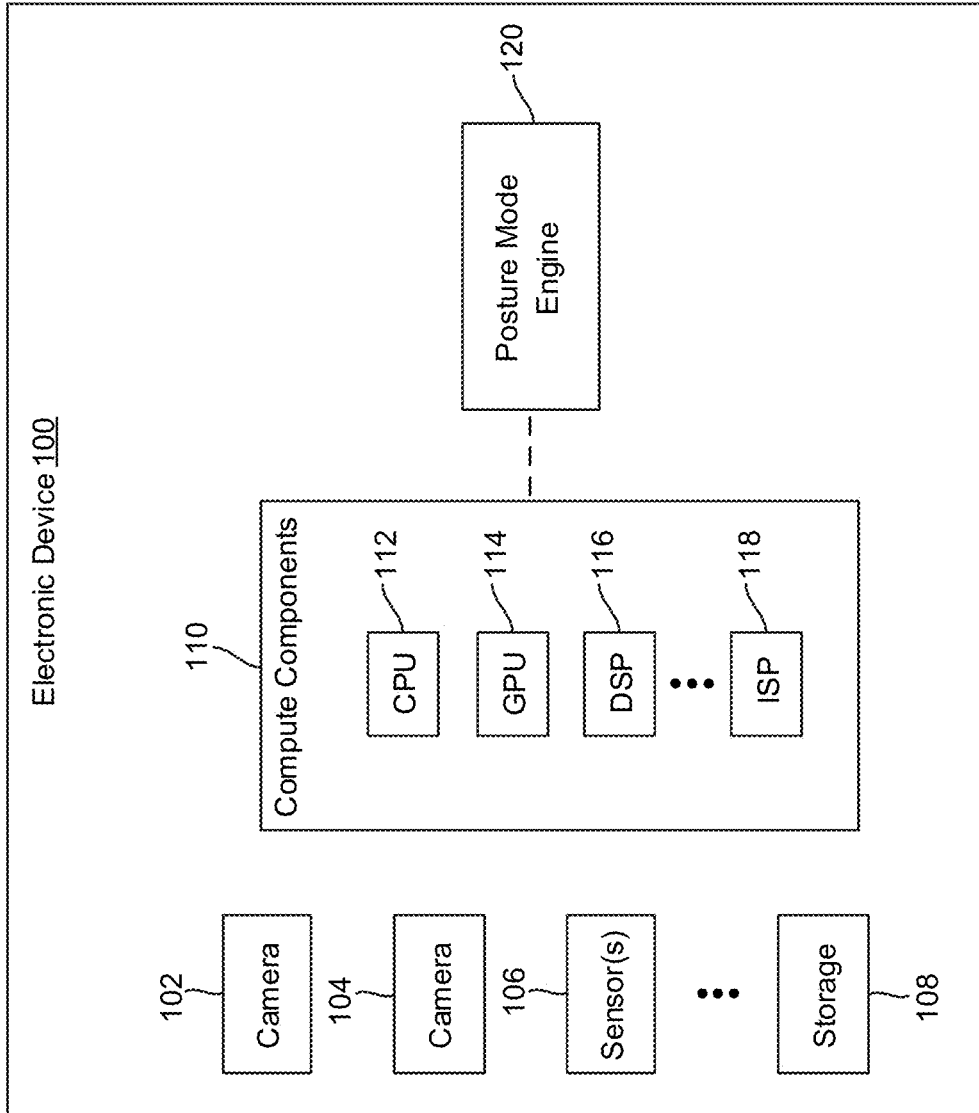 Electronic Device 100
102
Camera
104
Camera
106
Sensor(s)
Storage
108
110
Compute Components
CPU
112
GPU
114
DSP
116
ISP
118
Posture Mode
Engine
120